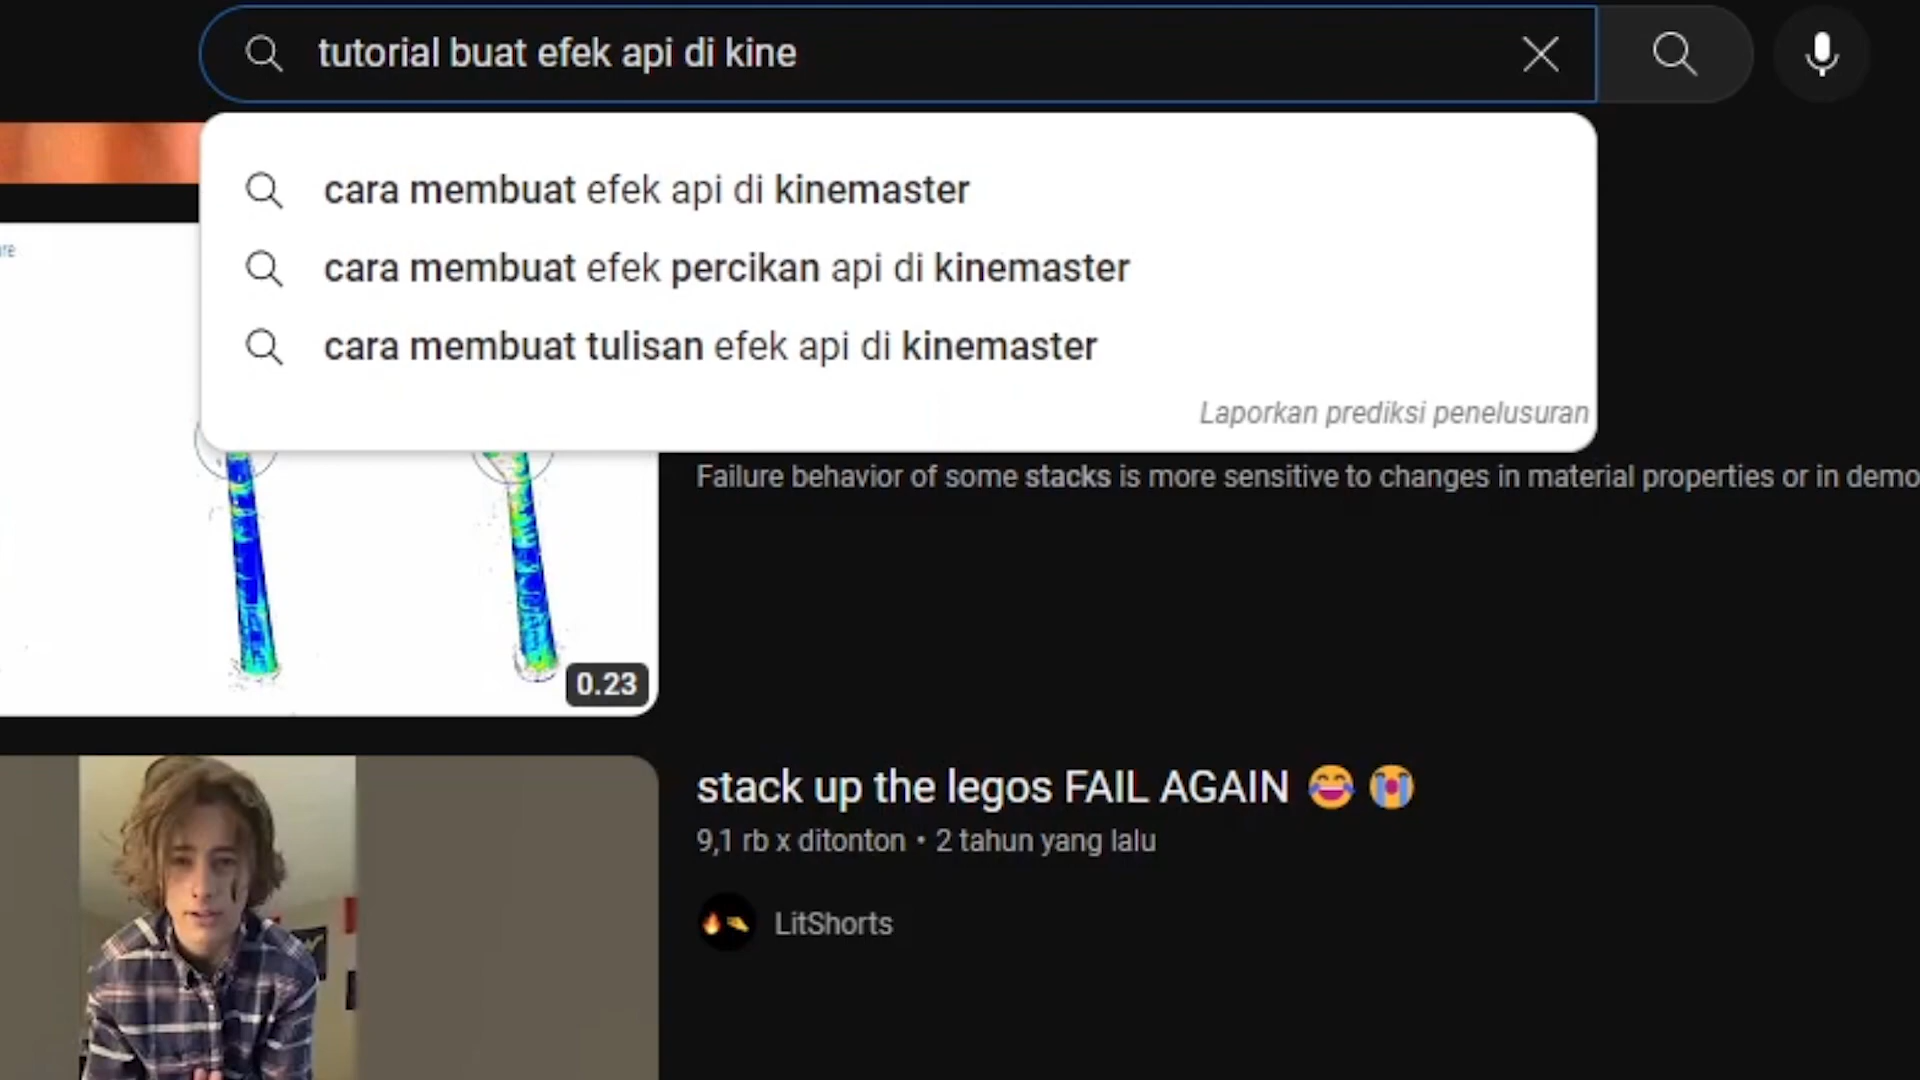 tutorial buat efek api di kine
cara membuat efek api di kinemaster
cara membuat efek percikan api di kinemaster
cara membuat tulisan efek api di kinemaster
Laporkan prediksi penelusuran
Failure behavior of some stacks is more sensitive to changes in material properties or in demo
0.23
stack up the legos FAIL AGAIN 😂 😭
9,1 rb x ditonton • 2 tahun yang lalu
LitShorts